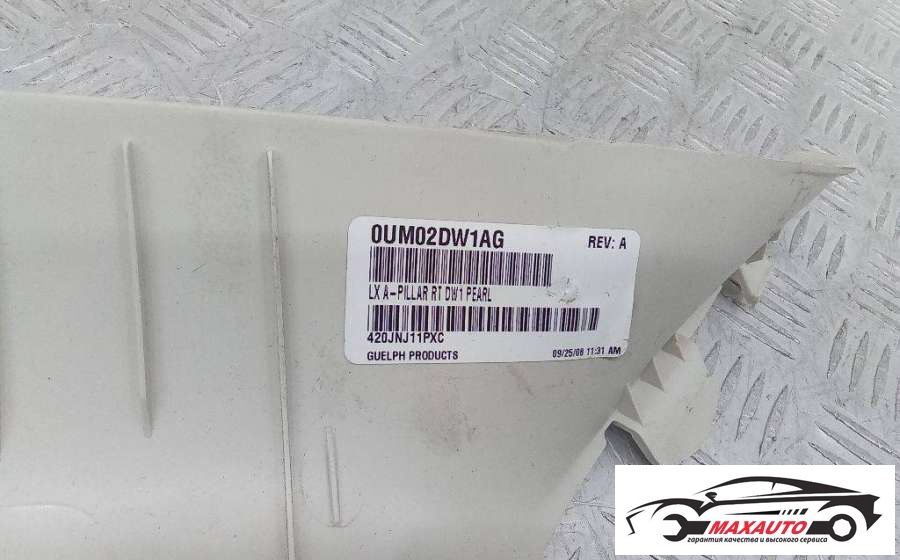 0UM02DW1AG
REV: A
LX A-PILLAR RT DW1 PEARL
420JNJ11PXC
GUELPH PRODUCTS
09/25/08 11:31 AM
MAXAUTO
гарантия качества и высокого сервиса